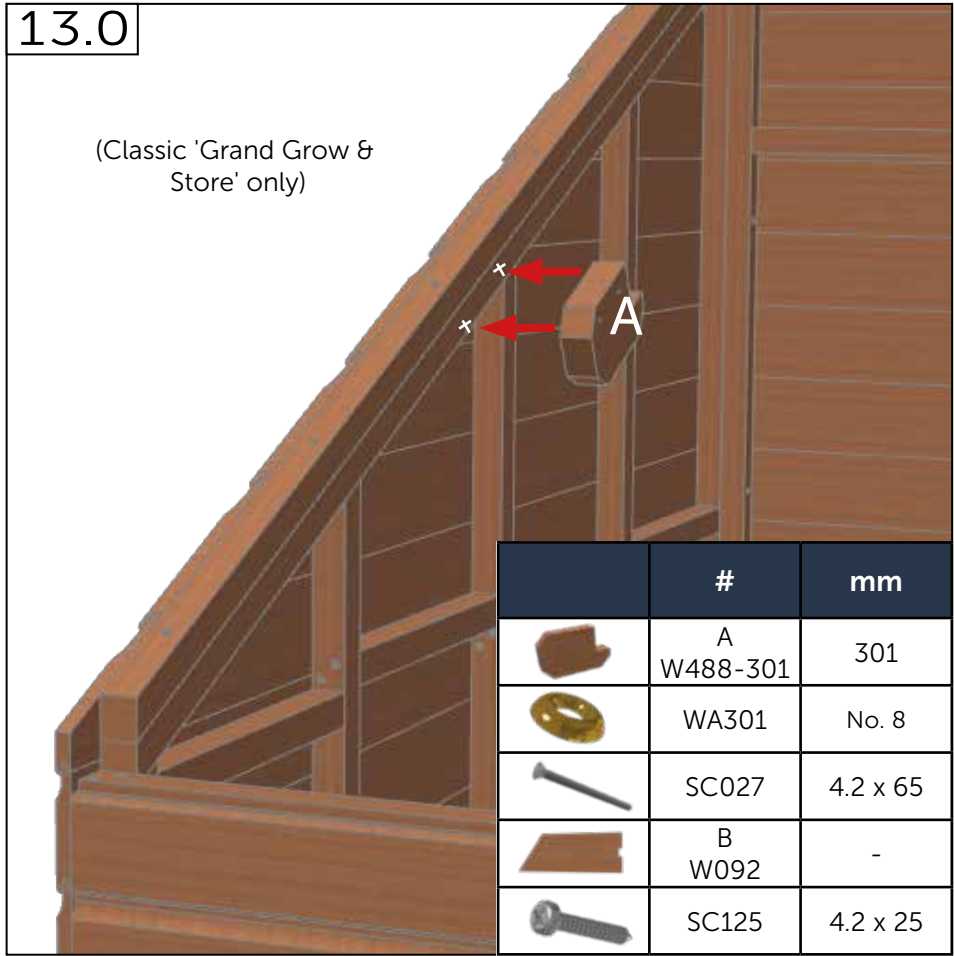 13.0
(Classic 'Grand Grow &
Store' only)
A
# mm
A
W488-301 301
WA301 No. 8
SC027 4.2 x 65
B
W092 -
SC125 4.2 x 25